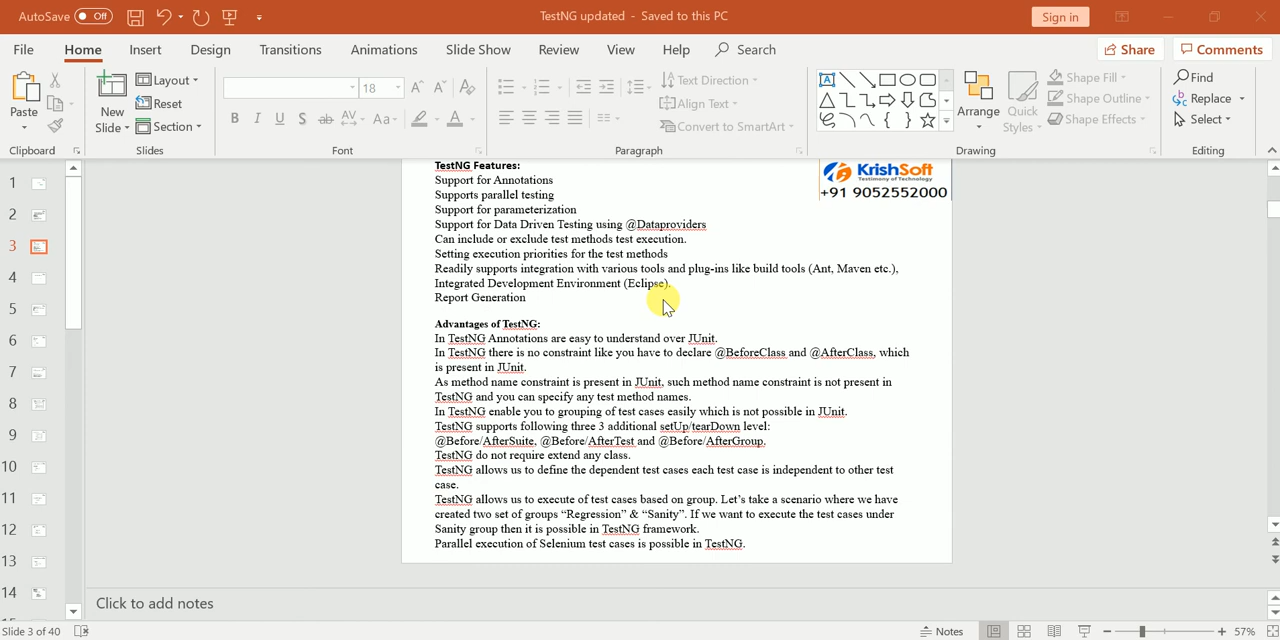 AutoSave Off
TestNG updated - Saved to this PC
Sign in
File Home Insert Design Transitions Animations Slide Show Review View Help Search Share Comments
Paste
Clipboard
New Slide
Layout
Reset
Section
Slides
18
B I U S ab AV Aa A
Font
Text Direction
Align Text
Convert to SmartArt
Paragraph
Arrange
Quick Styles
Shape Fill
Shape Outline
Shape Effects
Drawing
Find
Replace
Select
Editing
1
2
3
4
5
6
7
8
9
10
11
12
13
14
TestNG Features:
Support for Annotations
Supports parallel testing
Support for parameterization
Support for Data Driven Testing using @Dataproviders
Can include or exclude test methods test execution.
Setting execution priorities for the test methods
Readily supports integration with various tools and plug-ins like build tools (Ant, Maven etc.),
Integrated Development Environment (Eclipse).
Report Generation
KrishSoft
Testimony of Technology
+91 9052552000
Advantages of TestNG:
In TestNG Annotations are easy to understand over JUnit.
In TestNG there is no constraint like you have to declare @BeforeClass and @AfterClass, which
is present in JUnit.
As method name constraint is present in JUnit, such method name constraint is not present in
TestNG and you can specify any test method names.
In TestNG enable you to grouping of test cases easily which is not possible in JUnit.
TestNG supports following three 3 additional setUp/tearDown level:
@Before/AfterSuite, @Before/AfterTest and @Before/AfterGroup.
TestNG do not require extend any class.
TestNG allows us to define the dependent test cases each test case is independent to other test
case.
TestNG allows us to execute of test cases based on group. Let’s take a scenario where we have
created two set of groups “Regression” & “Sanity”. If we want to execute the test cases under
Sanity group then it is possible in TestNG framework.
Parallel execution of Selenium test cases is possible in TestNG.
Click to add notes
Slide 3 of 40
Notes
57%